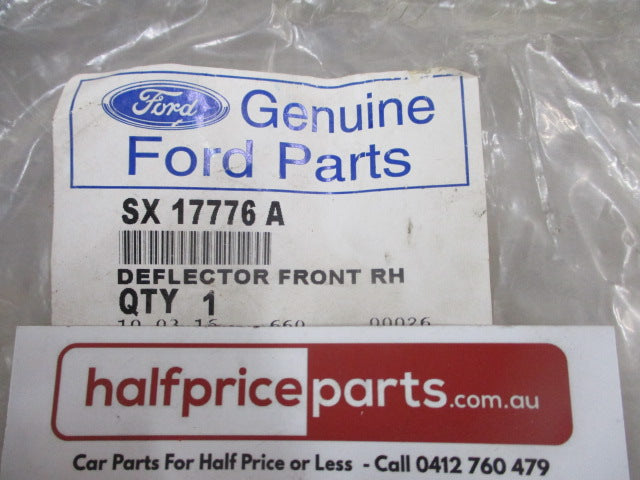 Ford Genuine
Ford Parts
SX 17776 A
DEFLECTOR FRONT RH
QTY 1
halfpriceparts.com.au
Car Parts For Half Price or Less - Call 0412 760 479